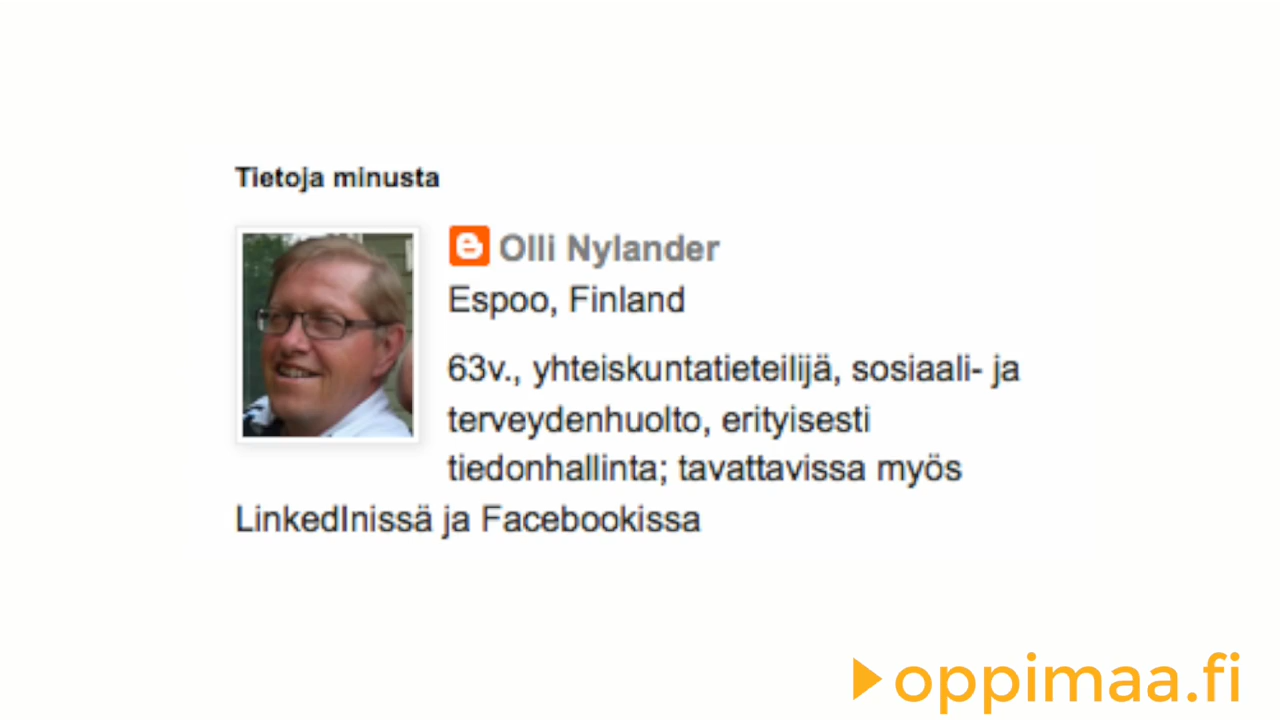 Tietoja minusta
Olli Nylander
Espoo, Finland
63v., yhteiskuntatieteilijä, sosiaali- ja
terveydenhuolto, erityisesti
tiedonhallinta; tavattavissa myös
LinkedInissä ja Facebookissa
oppimaa.fi